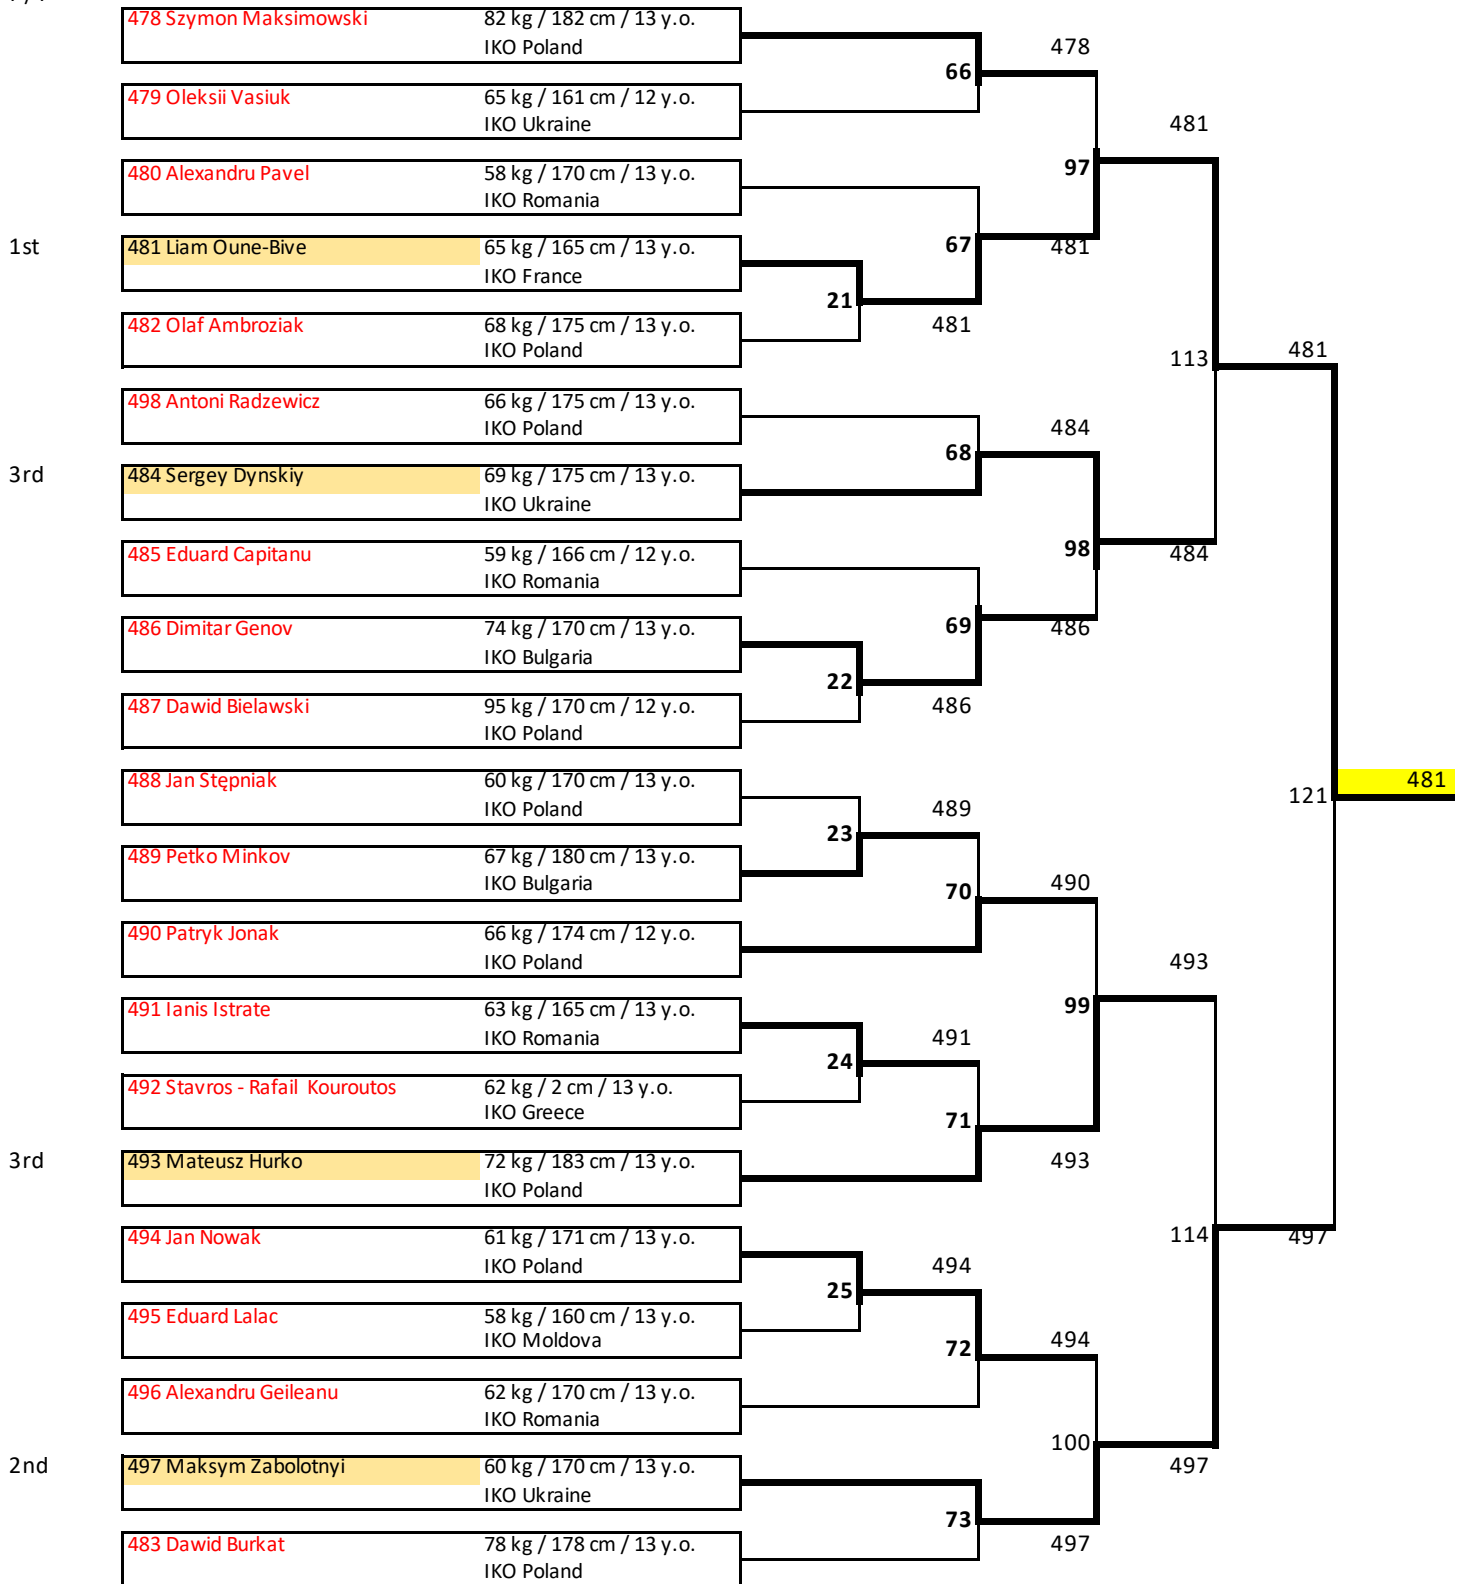 478 Szymon Maksimowski 82 kg / 182 cm / 13 y.o.
IKO Poland
478
66
479 Oleksii Vasiuk 65 kg / 161 cm / 12 y.o.
IKO Ukraine
481
480 Alexandru Pavel 58 kg / 170 cm / 13 y.o.
97
IKO Romania
1st 481 Liam Oune-Bive 65 kg / 165 cm / 13 y.o.
67 481
IKO France
21
482 Olaf Ambroziak 68 kg / 175 cm / 13 y.o.
481
IKO Poland
113 481
498 Antoni Radzewicz 66 kg / 175 cm / 13 y.o.
IKO Poland
484
68
3rd 484 Sergey Dynskiy 69 kg / 175 cm / 13 y.o.
IKO Ukraine
98 484
485 Eduard Capitanu 59 kg / 166 cm / 12 y.o.
IKO Romania
486 Dimitar Genov 74 kg / 170 cm / 13 y.o.
69 486
IKO Bulgaria
22
487 Dawid Bielawski 95 kg / 170 cm / 12 y.o.
486
IKO Poland
488 Jan Stępniak 60 kg / 170 cm / 13 y.o.
481
121
IKO Poland
489
23
489 Petko Minkov 67 kg / 180 cm / 13 y.o.
IKO Bulgaria
70 490
490 Patryk Jonak 66 kg / 174 cm / 12 y.o.
IKO Poland
493
491 Ianis Istrate 63 kg / 165 cm / 13 y.o.
99
IKO Romania
491
24
492 Stavros - Rafail Kouroutos 62 kg / 2 cm / 13 y.o.
IKO Greece
71
3rd 493 Mateusz Hurko 72 kg / 183 cm / 13 y.o.
493
IKO Poland
494 Jan Nowak 61 kg / 171 cm / 13 y.o.
114 497
IKO Poland
494
25
495 Eduard Lalac 58 kg / 160 cm / 13 y.o.
IKO Moldova
72 494
496 Alexandru Geileanu 62 kg / 170 cm / 13 y.o.
IKO Romania
100
2nd 497 Maksym Zabolotnyi 60 kg / 170 cm / 13 y.o.
497
IKO Ukraine
73
483 Dawid Burkat 78 kg / 178 cm / 13 y.o.
497
IKO Poland